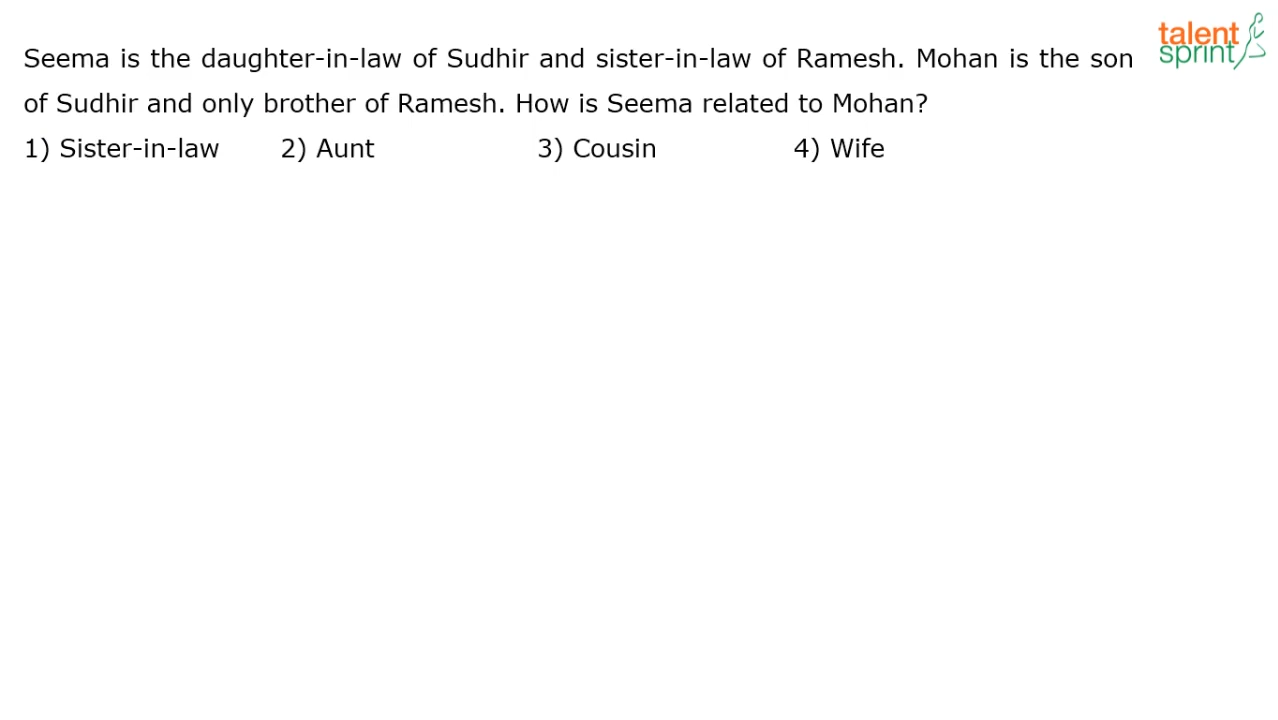 talent
sprint
Seema is the daughter-in-law of Sudhir and sister-in-law of Ramesh. Mohan is the son
of Sudhir and only brother of Ramesh. How is Seema related to Mohan?
1) Sister-in-law 2) Aunt 3) Cousin 4) Wife